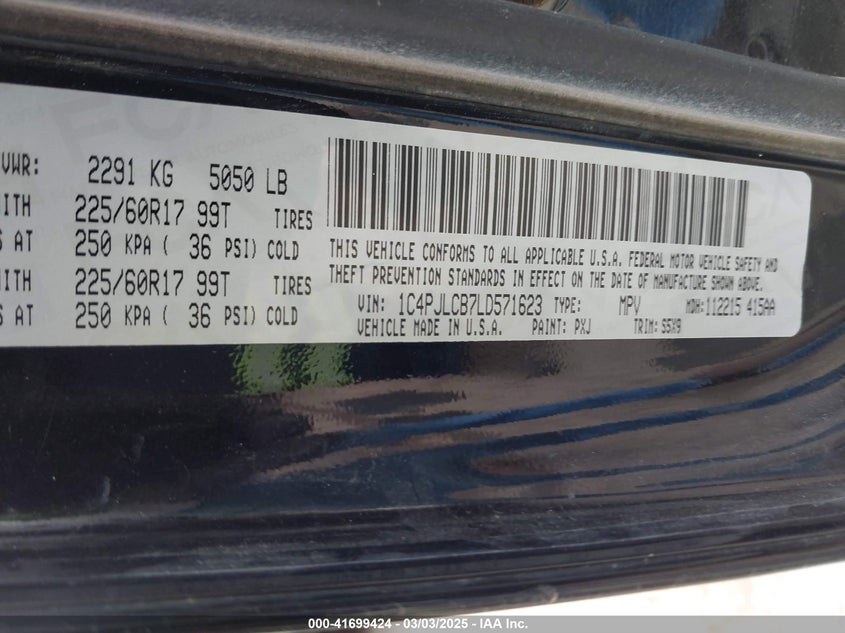 VWR: 2291 KG 5050 LB
ITH 225/60R17 99T TIRES
S AT 250 KPA ( 36 PSI) COLD
ITH 225/60R17 99T TIRES
S AT 250 KPA ( 36 PSI) COLD
THIS VEHICLE CONFORMS TO ALL APPLICABLE U.S.A. FEDERAL MOTOR VEHICLE SAFETY AND
THEFT PREVENTION STANDARDS IN EFFECT ON THE DATE OF MANUFACTURE SHOWN ABOVE.
VIN: 1C4PJLCB7LD571623 TYPE: MPV MDH:112215 415AA
VEHICLE MADE IN U.S.A. PAINT: PXJ TRIM: S5X9
000-41699424 - 03/03/2025 - IAA Inc.